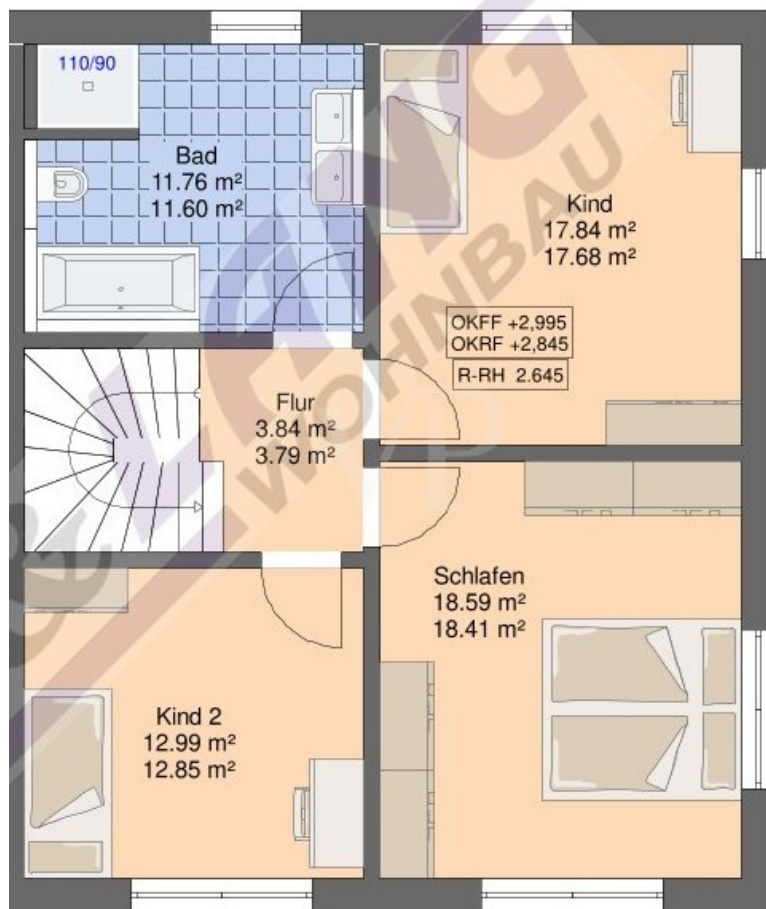 110/90
Bad
11.76 m²
11.60 m²
Kind
17.84 m²
17.68 m²
OKFF +2,995
OKRF +2,845
R-RH 2.645
Flur
3.84 m²
3.79 m²
Schlafen
18.59 m²
18.41 m²
Kind 2
12.99 m²
12.85 m²
& LANG
WOHNBAU